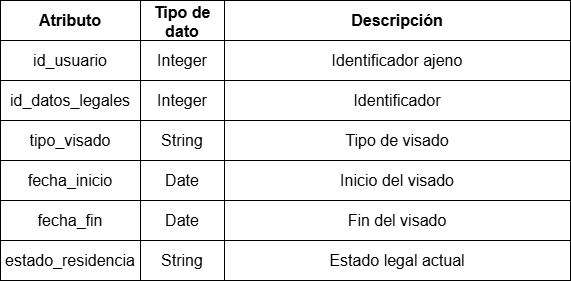 Atributo Tipo de dato Descripción
id_usuario Integer Identificador ajeno
id_datos_legales Integer Identificador
tipo_visado String Tipo de visado
fecha_inicio Date Inicio del visado
fecha_fin Date Fin del visado
estado_residencia String Estado legal actual